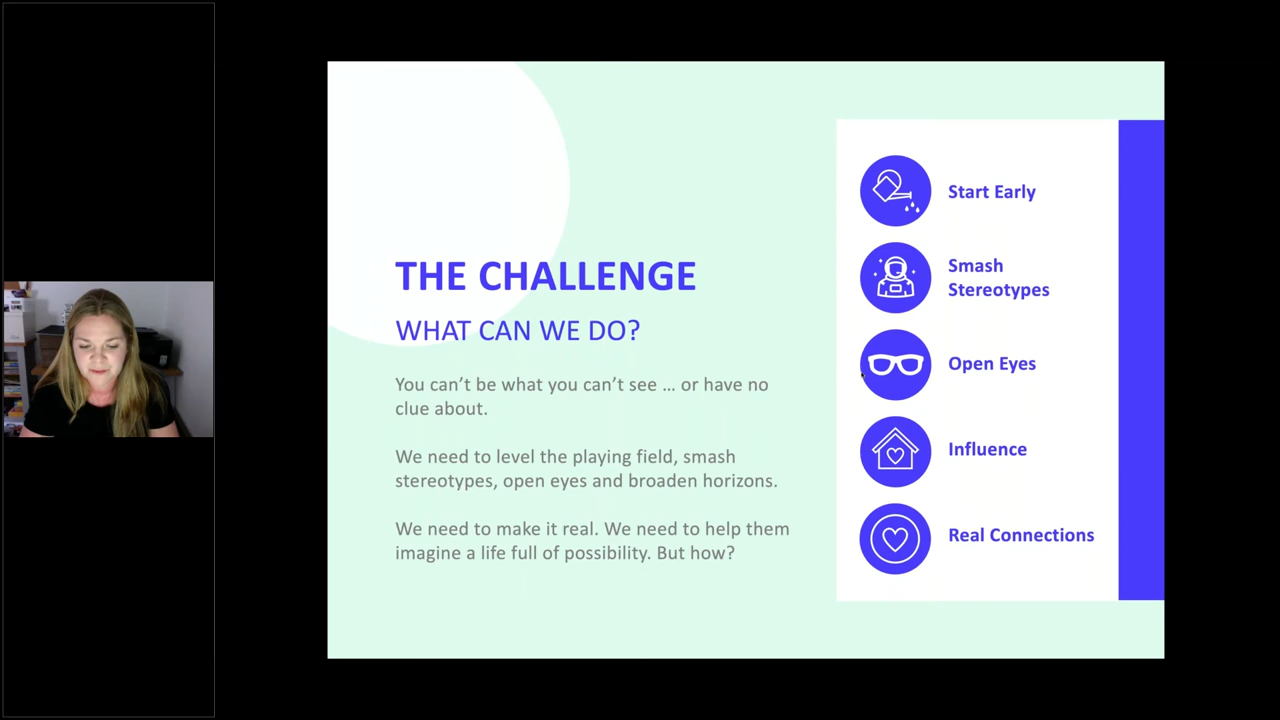 THE CHALLENGE
WHAT CAN WE DO?
You can’t be what you can’t see … or have no
clue about.
We need to level the playing field, smash
stereotypes, open eyes and broaden horizons.
We need to make it real. We need to help them
imagine a life full of possibility. But how?
Start Early
Smash
Stereotypes
Open Eyes
Influence
Real Connections